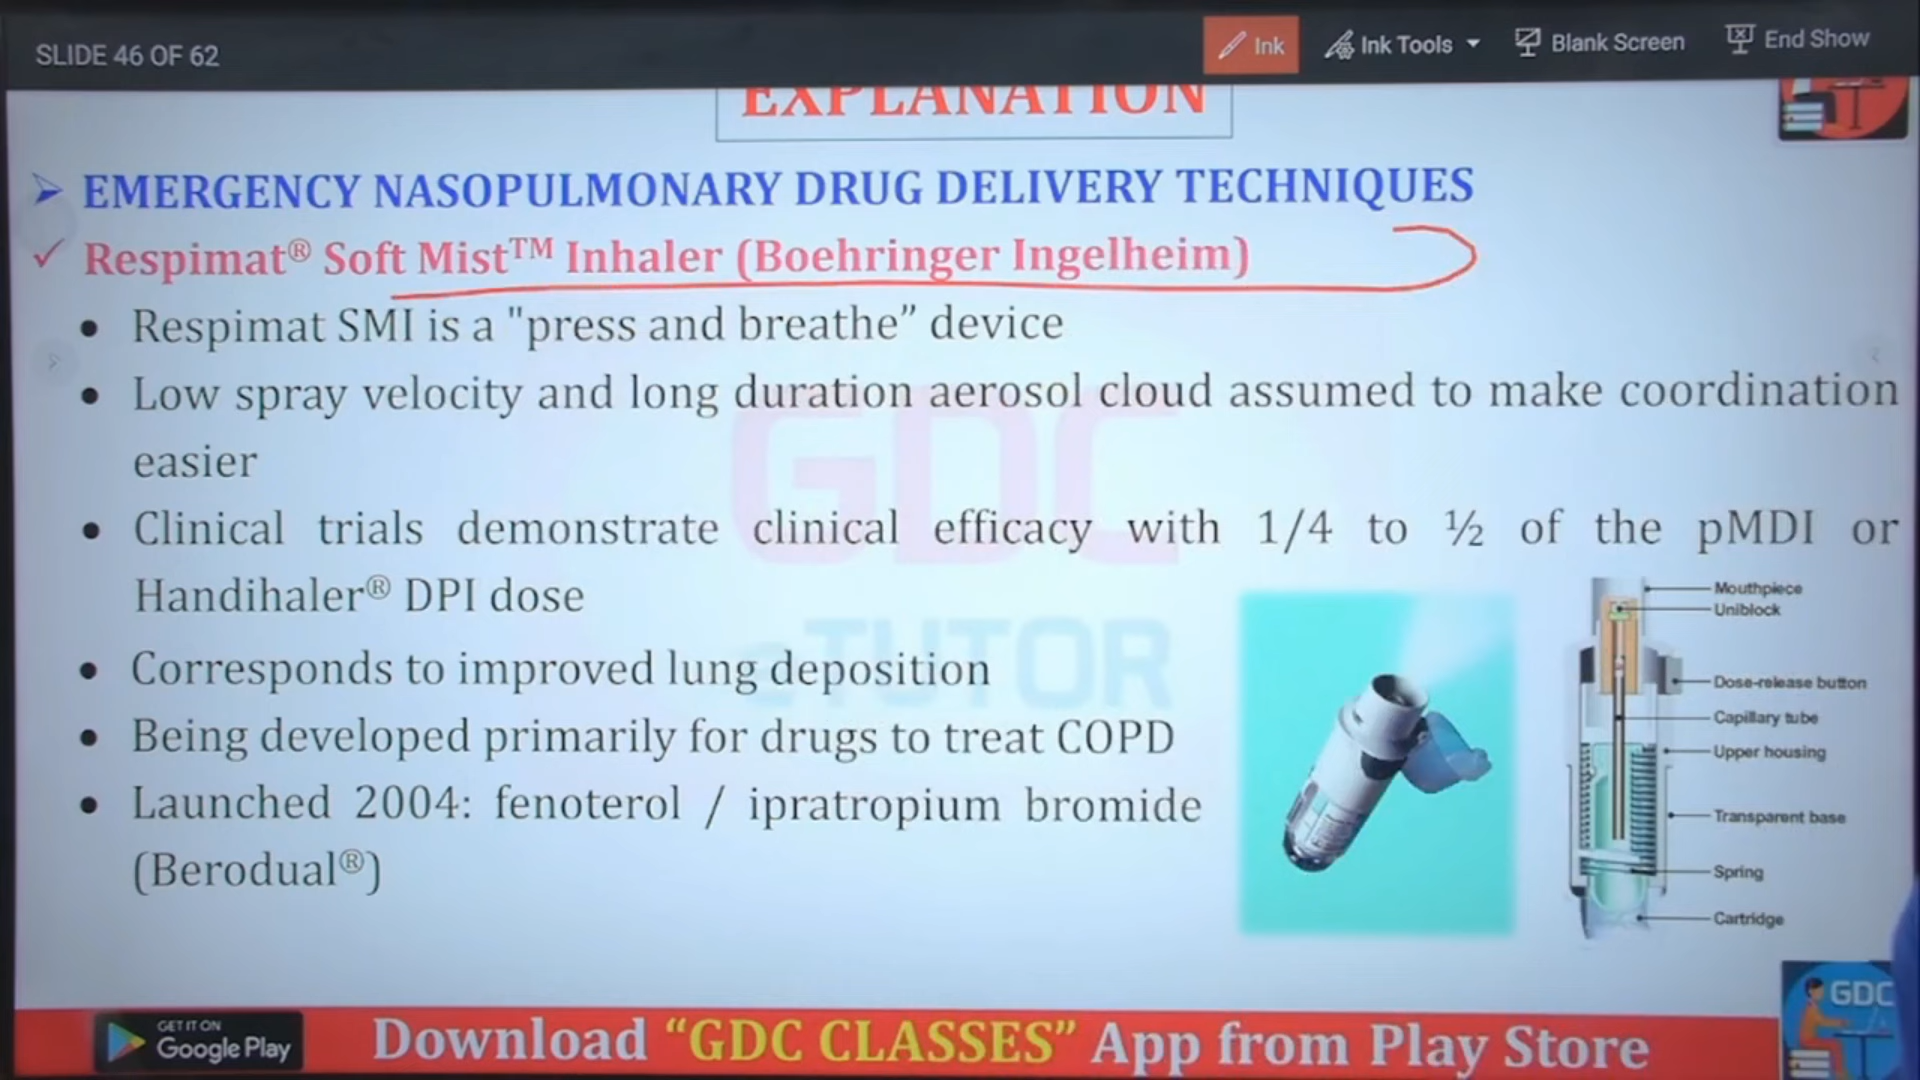 SLIDE 46 OF 62
Ink
Ink Tools
Blank Screen
End Show
EXPLANATION
➢ EMERGENCY NASOPULMONARY DRUG DELIVERY TECHNIQUES
✓ Respimat® Soft Mist™ Inhaler (Boehringer Ingelheim)
• Respimat SMI is a "press and breathe” device
• Low spray velocity and long duration aerosol cloud assumed to make coordination
easier
• Clinical trials demonstrate clinical efficacy with 1/4 to ½ of the pMDI or
Handihaler® DPI dose
• Corresponds to improved lung deposition
• Being developed primarily for drugs to treat COPD
• Launched 2004: fenoterol / ipratropium bromide
(Berodual®)
Mouthpiece
Uniblock
Dose-release button
Capillary tube
Upper housing
Transparent base
Spring
Cartridge
GDC
eTUTOR
GDC
GET IT ON
Google Play
Download “GDC CLASSES” App from Play Store